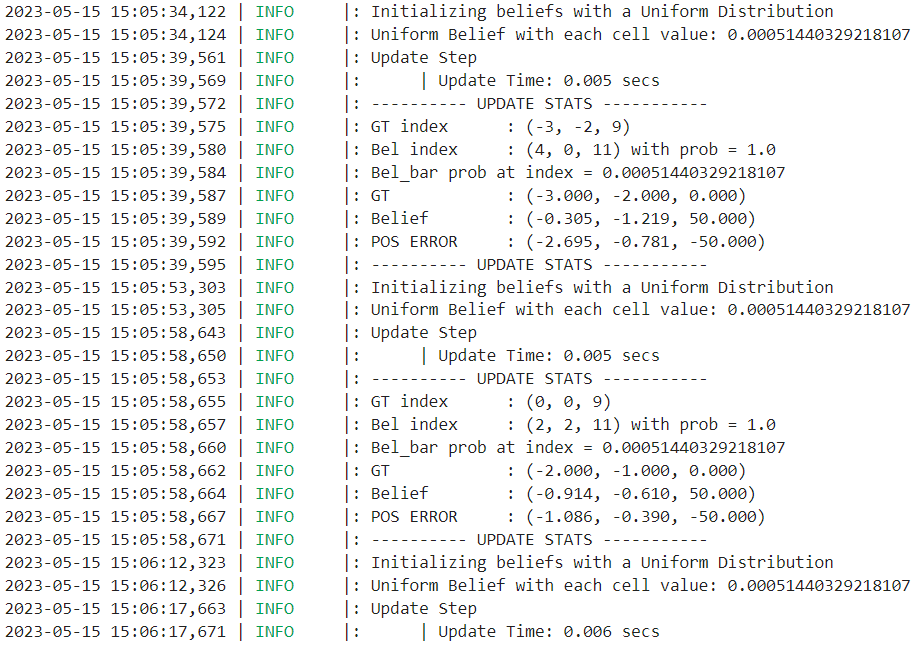 2023-05-15 15:05:34,122 | INFO     |: Initializing beliefs with a Uniform Distribution
2023-05-15 15:05:34,124 | INFO     |: Uniform Belief with each cell value: 0.00051440329218107
2023-05-15 15:05:39,561 | INFO     |: Update Step
2023-05-15 15:05:39,569 | INFO     |:      | Update Time: 0.005 secs
2023-05-15 15:05:39,572 | INFO     |: ---------- UPDATE STATS -----------
2023-05-15 15:05:39,575 | INFO     |: GT index      : (-3, -2, 9)
2023-05-15 15:05:39,580 | INFO     |: Bel index     : (4, 0, 11) with prob = 1.0
2023-05-15 15:05:39,584 | INFO     |: Bel_bar prob at index = 0.00051440329218107
2023-05-15 15:05:39,587 | INFO     |: GT            : (-3.000, -2.000, 0.000)
2023-05-15 15:05:39,589 | INFO     |: Belief        : (-0.305, -1.219, 50.000)
2023-05-15 15:05:39,592 | INFO     |: POS ERROR     : (-2.695, -0.781, -50.000)
2023-05-15 15:05:39,595 | INFO     |: ---------- UPDATE STATS -----------
2023-05-15 15:05:53,303 | INFO     |: Initializing beliefs with a Uniform Distribution
2023-05-15 15:05:53,305 | INFO     |: Uniform Belief with each cell value: 0.00051440329218107
2023-05-15 15:05:58,643 | INFO     |: Update Step
2023-05-15 15:05:58,650 | INFO     |:      | Update Time: 0.005 secs
2023-05-15 15:05:58,653 | INFO     |: ---------- UPDATE STATS -----------
2023-05-15 15:05:58,655 | INFO     |: GT index      : (0, 0, 9)
2023-05-15 15:05:58,657 | INFO     |: Bel index     : (2, 2, 11) with prob = 1.0
2023-05-15 15:05:58,660 | INFO     |: Bel_bar prob at index = 0.00051440329218107
2023-05-15 15:05:58,662 | INFO     |: GT            : (-2.000, -1.000, 0.000)
2023-05-15 15:05:58,664 | INFO     |: Belief        : (-0.914, -0.610, 50.000)
2023-05-15 15:05:58,667 | INFO     |: POS ERROR     : (-1.086, -0.390, -50.000)
2023-05-15 15:05:58,671 | INFO     |: ---------- UPDATE STATS -----------
2023-05-15 15:06:12,323 | INFO     |: Initializing beliefs with a Uniform Distribution
2023-05-15 15:06:12,326 | INFO     |: Uniform Belief with each cell value: 0.00051440329218107
2023-05-15 15:06:17,663 | INFO     |: Update Step
2023-05-15 15:06:17,671 | INFO     |:      | Update Time: 0.006 secs